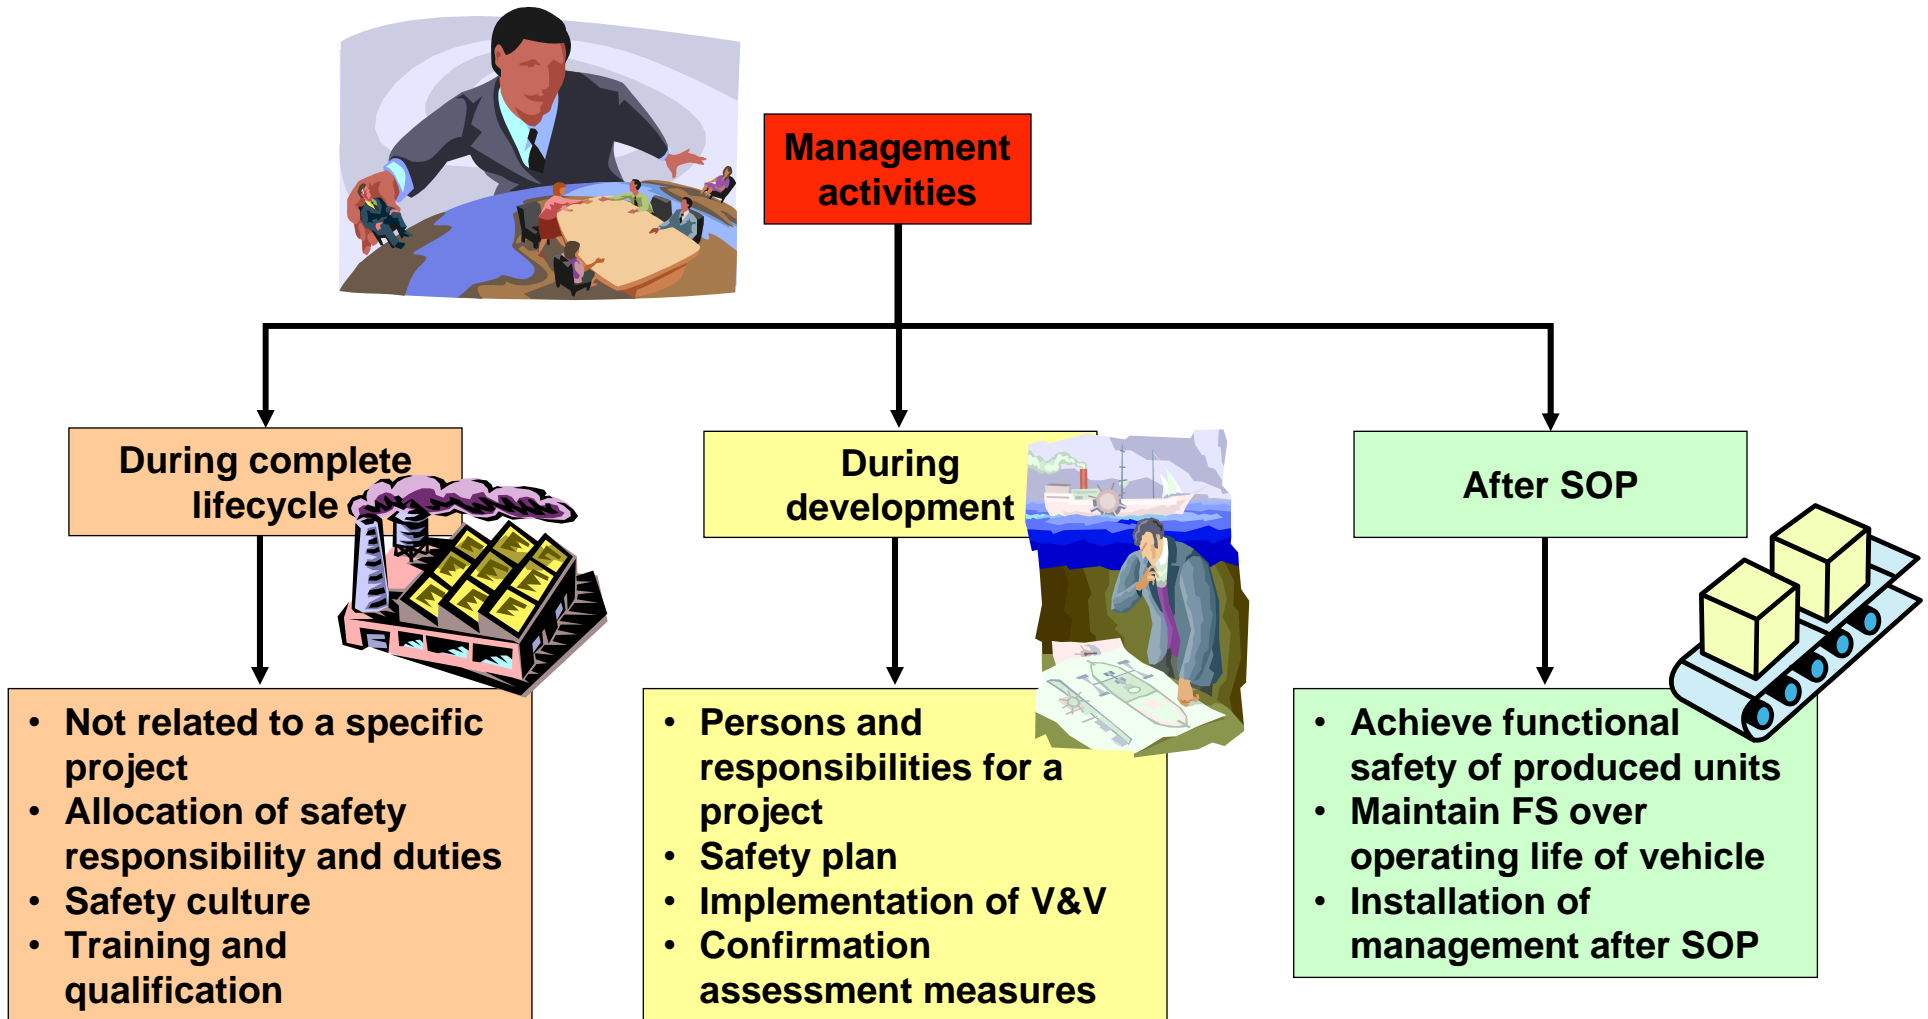 Management
activities
During complete
lifecycle
• Not related to a specific
project
• Allocation of safety
responsibility and duties
• Safety culture
• Training and
qualification
During
development
• Persons and
responsibilities for a
project
• Safety plan
• Implementation of V&V
• Confirmation
assessment measures
After SOP
• Achieve functional
safety of produced units
• Maintain FS over
operating life of vehicle
• Installation of
management after SOP